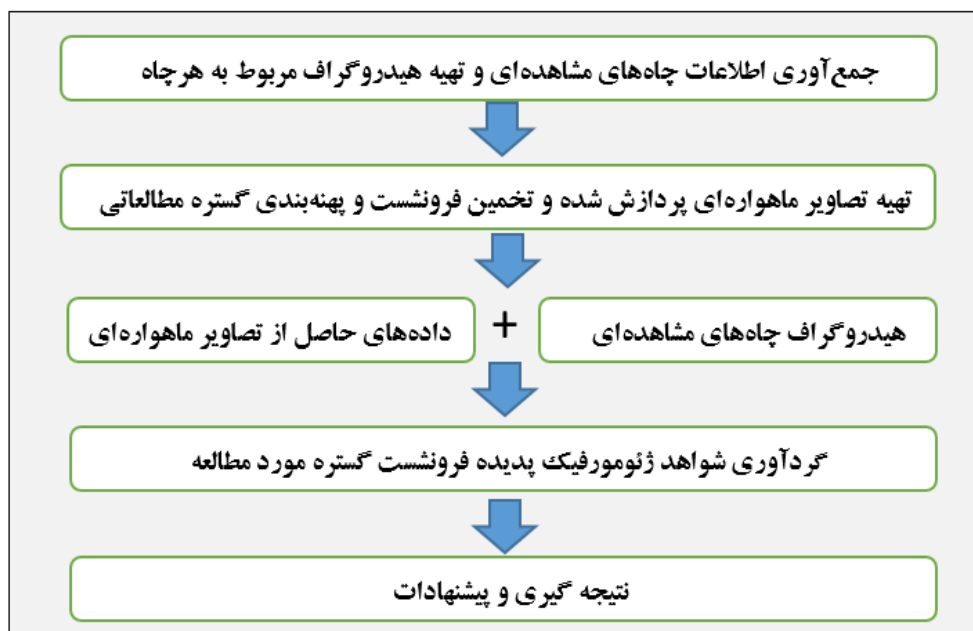 جمع‌آوری اطلاعات چاه‌های مشاهده‌ای و تهیه هیدروگراف مربوط به هرچاه
تهیه تصاویر ماهواره‌ای پردازش شده و تخمین فرونشست و پهنه‌بندی گستره مطالعاتی
هیدروگراف چاه‌های مشاهده‌ای + داده‌های حاصل از تصاویر ماهواره‌ای
گردآوری شواهد ژئومورفیک پدیده فرونشست گستره مورد مطالعه
نتیجه گیری و پیشنهادات